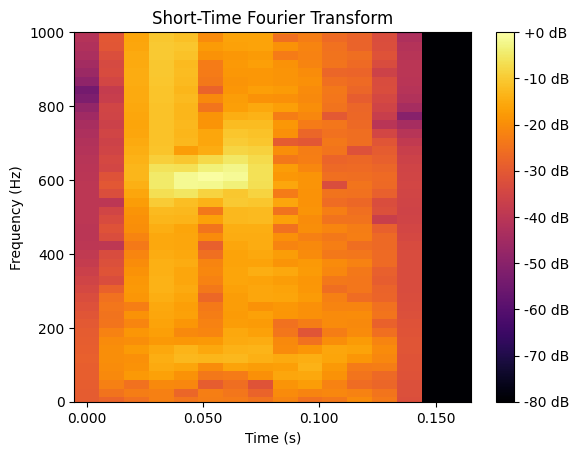 Short-Time Fourier Transform
Frequency (Hz)
1000
800
600
400
200
0
0.000
0.050
0.100
0.150
Time (s)
+0 dB
-10 dB
-20 dB
-30 dB
-40 dB
-50 dB
-60 dB
-70 dB
-80 dB